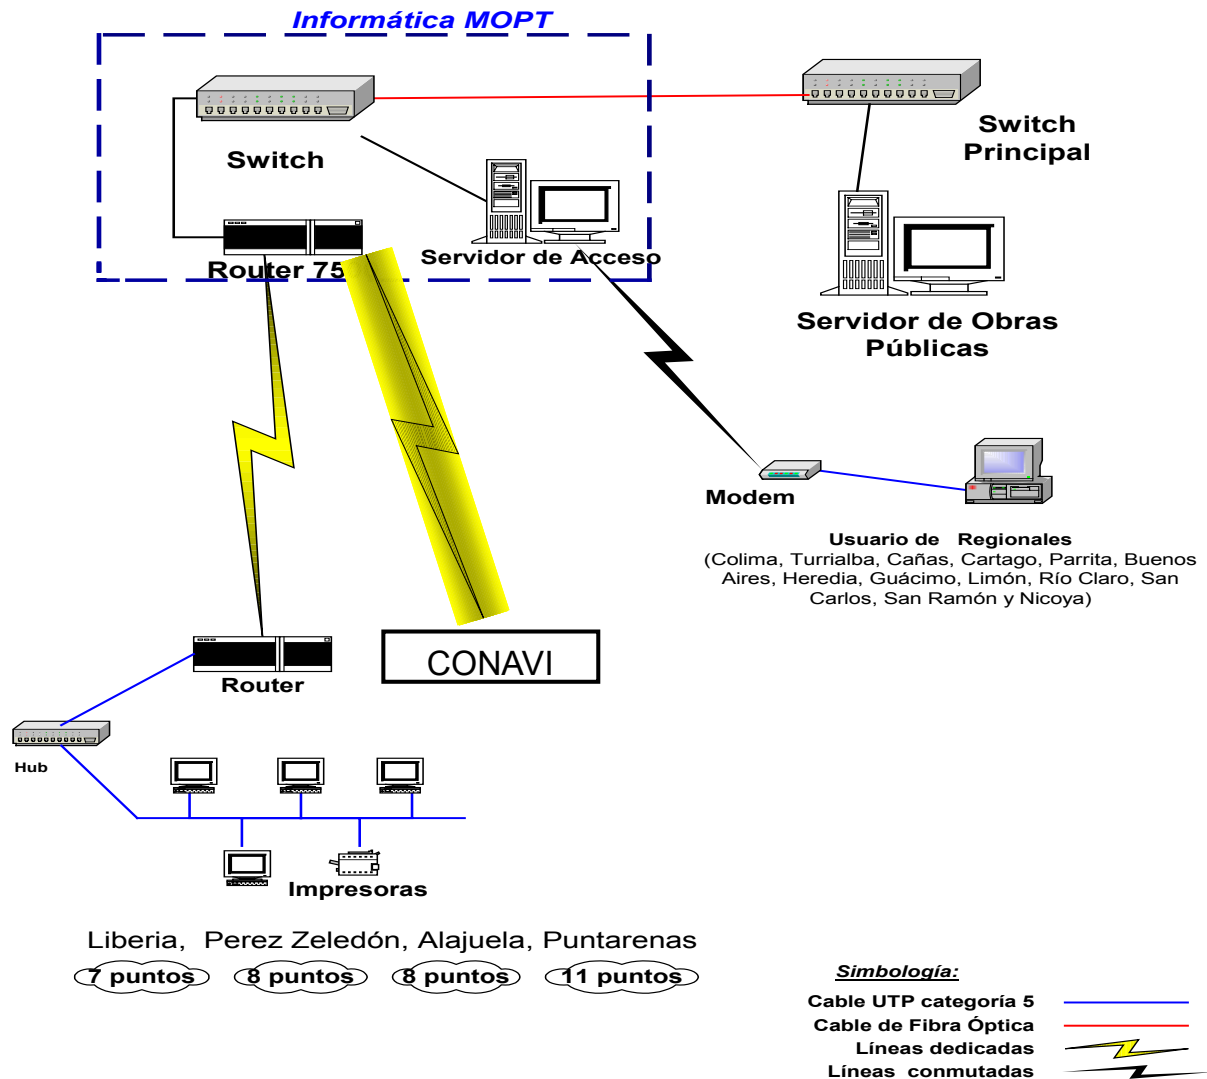 Informática MOPT
Switch
Switch
Principal
Router 75
Servidor de Acceso
Servidor de Obras
Públicas
Modem
Usuario de Regionales
(Colima, Turrialba, Cañas, Cartago, Parrita, Buenos
Aires, Heredia, Guácimo, Limón, Río Claro, San
Carlos, San Ramón y Nicoya)
Router
CONAVI
Hub
Impresoras
Liberia, Perez Zeledón, Alajuela, Puntarenas
7 puntos 8 puntos 8 puntos 11 puntos
Simbología:
Cable UTP categoría 5
Cable de Fibra Óptica
Líneas dedicadas
Líneas conmutadas